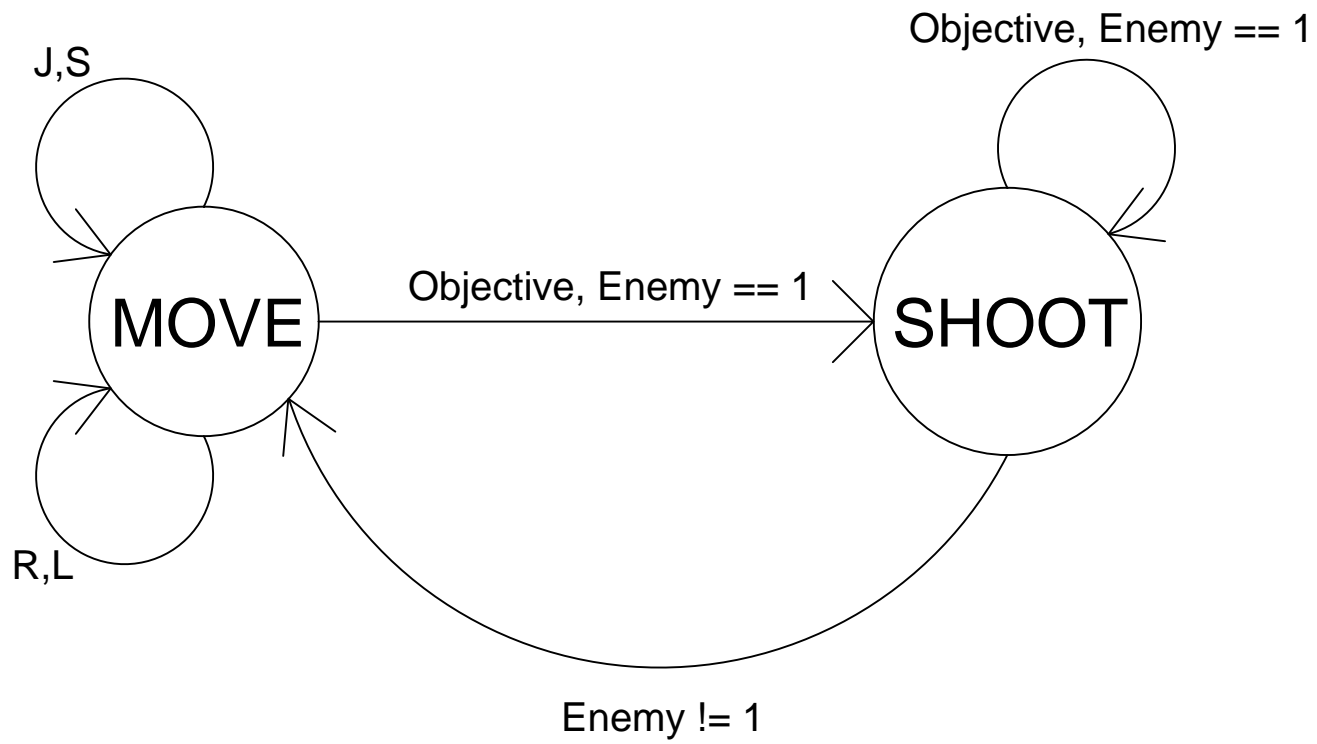 Objective, Enemy == 1
J,S
Objective, Enemy == 1
MOVE
SHOOT
R,L
Enemy != 1